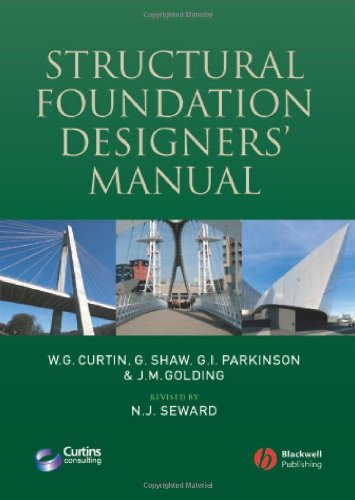 STRUCTURAL
FOUNDATION
DESIGNERS'
MANUAL
W.G. CURTIN, G. SHAW, G.I. PARKINSON
& J.M. GOLDING
REVISED BY
N.J. SEWARD
Curtins
consulting
Blackwell
Publishing